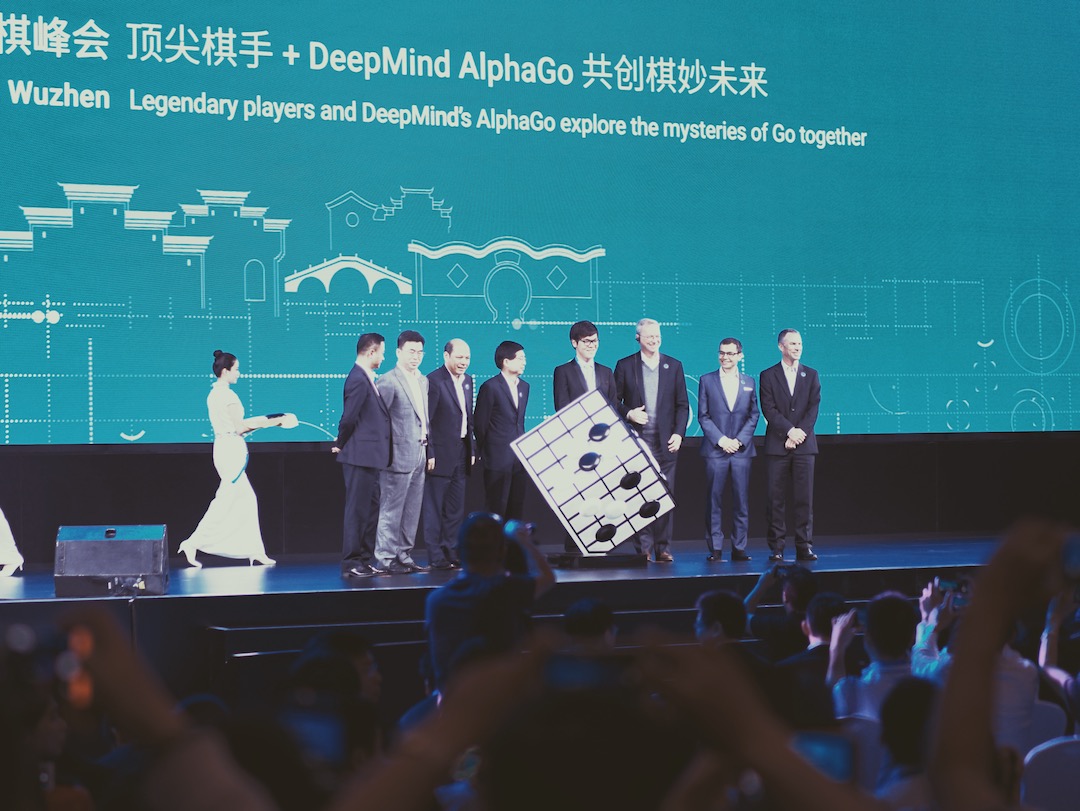 棋峰会 顶尖棋手 + DeepMind AlphaGo 共创棋妙未来
Wuzhen Legendary players and DeepMind's AlphaGo explore the mysteries of Go together